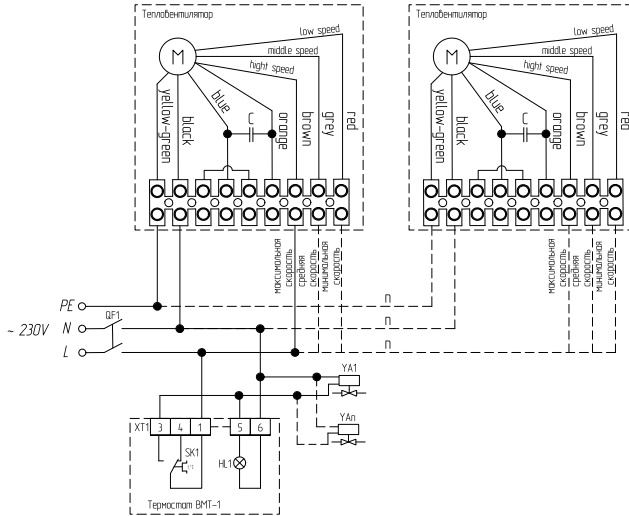 Тепловентилятор
M
low speed
middle speed
hight speed
yellow-green
black
blue
C
orange
brown
grey
red
Тепловентилятор
M
low speed
middle speed
hight speed
yellow-green
black
blue
C
orange
brown
grey
red
максимальная
скорость
средняя
скорость
минимальная
скорость
максимальная
скорость
средняя
скорость
минимальная
скорость
PE
n
~ 230V
N
QF1
n
L
n
YA1
YAn
XT1
3
4
1
5
6
SK1
t°
HL1
Термостат ВМТ-1